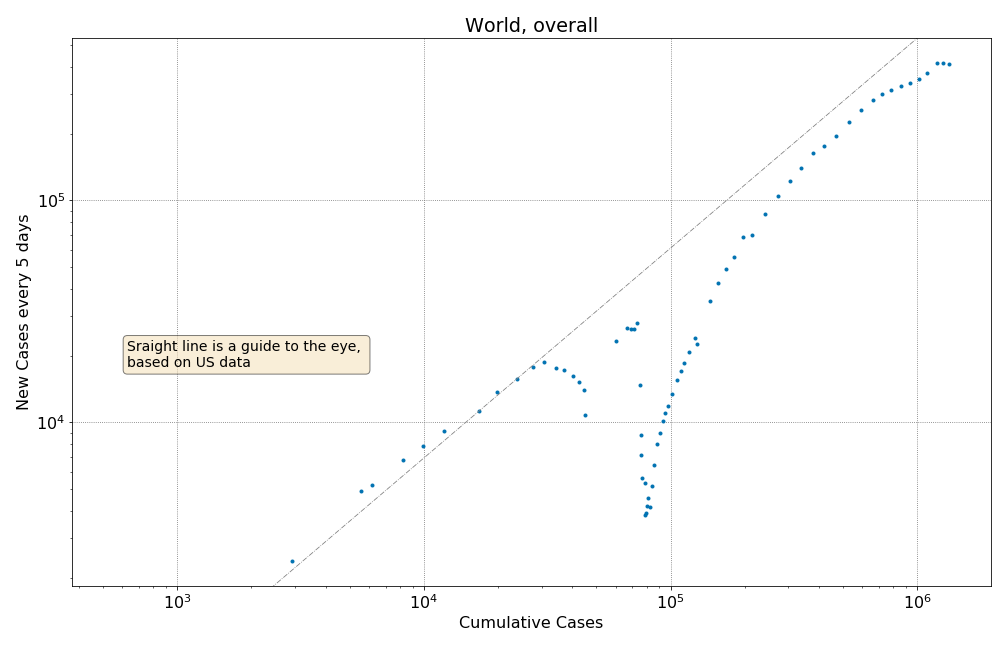 World, overall
New Cases every 5 days
10^5
10^4
Sraight line is a guide to the eye,
based on US data
10^3
10^4
10^5
10^6
Cumulative Cases